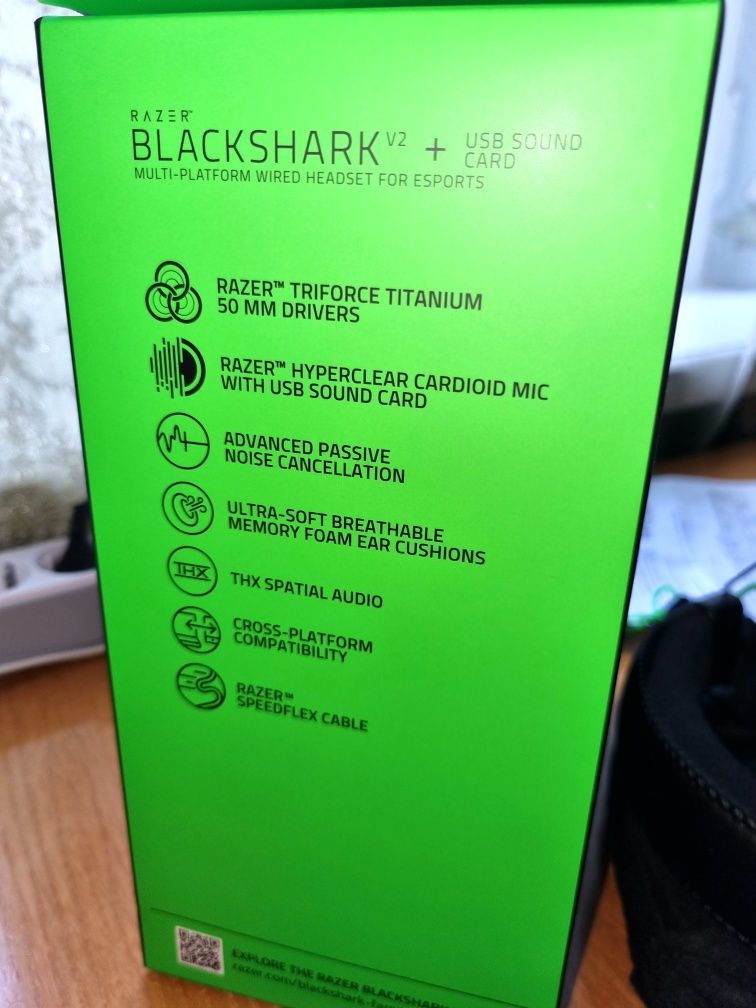 RAZER™
BLACKSHARK V2 + USB SOUND
CARD
MULTI-PLATFORM WIRED HEADSET FOR ESPORTS
RAZER™ TRIFORCE TITANIUM
50 MM DRIVERS
RAZER™ HYPERCLEAR CARDIOID MIC
WITH USB SOUND CARD
ADVANCED PASSIVE
NOISE CANCELLATION
ULTRA-SOFT BREATHABLE
MEMORY FOAM EAR CUSHIONS
THX
THX SPATIAL AUDIO
CROSS-PLATFORM
COMPATIBILITY
RAZER™
SPEEDFLEX CABLE
EXPLORE THE RAZER BLACKSHARK